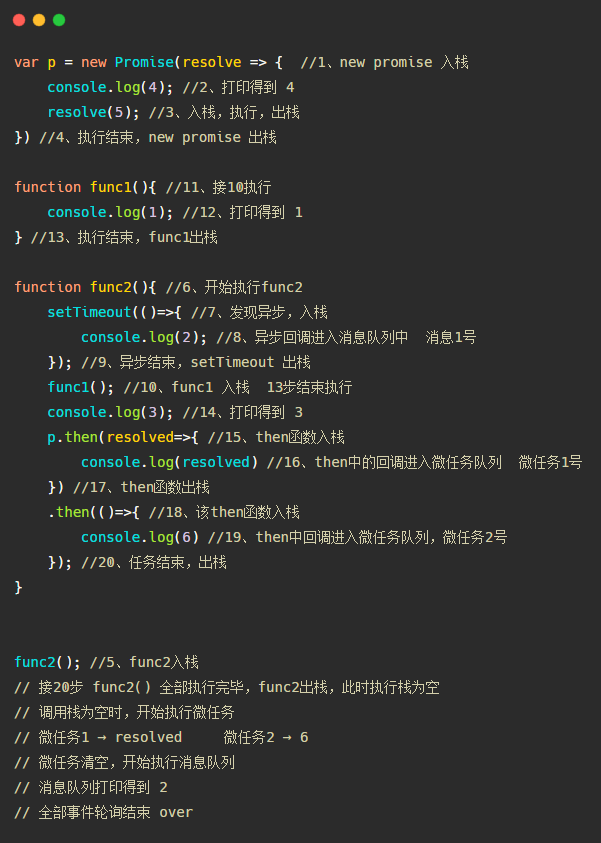 var p = new Promise(resolve => {  //1、new promise 入栈
    console.log(4); //2、打印得到 4
    resolve(5); //3、入栈，执行，出栈
}) //4、执行结束，new promise 出栈

function func1(){ //11、接10执行
    console.log(1); //12、打印得到 1
} //13、执行结束，func1出栈

function func2(){ //6、开始执行func2
    setTimeout(()=>{ //7、发现异步，入栈
        console.log(2); //8、异步回调进入消息队列中  消息1号
    }); //9、异步结束，setTimeout 出栈
    func1(); //10、func1 入栈  13步结束执行
    console.log(3); //14、打印得到 3
    p.then(resolved=>{ //15、then函数入栈
        console.log(resolved) //16、then中的回调进入微任务队列  微任务1号
    }) //17、then函数出栈
    .then(()=>{ //18、该then函数入栈
        console.log(6) //19、then中回调进入微任务队列，微任务2号
    }); //20、任务结束，出栈
}

func2(); //5、func2入栈
// 接20步 func2() 全部执行完毕，func2出栈，此时执行栈为空
// 调用栈为空时，开始执行微任务
// 微任务1 → resolved     微任务2 → 6
// 微任务清空，开始执行消息队列
// 消息队列打印得到 2
// 全部事件轮询结束 over